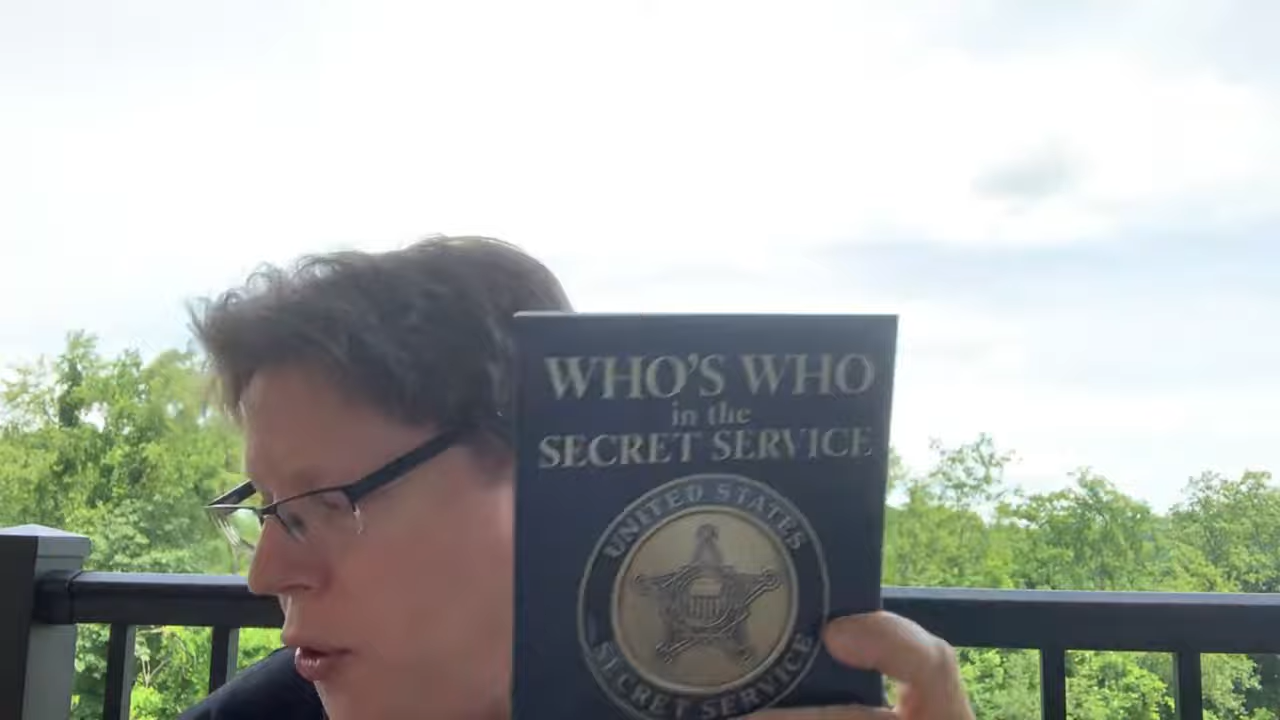 WHO'S WHO
in the
SECRET SERVICE
UNITED STATES
SECRET SERVICE